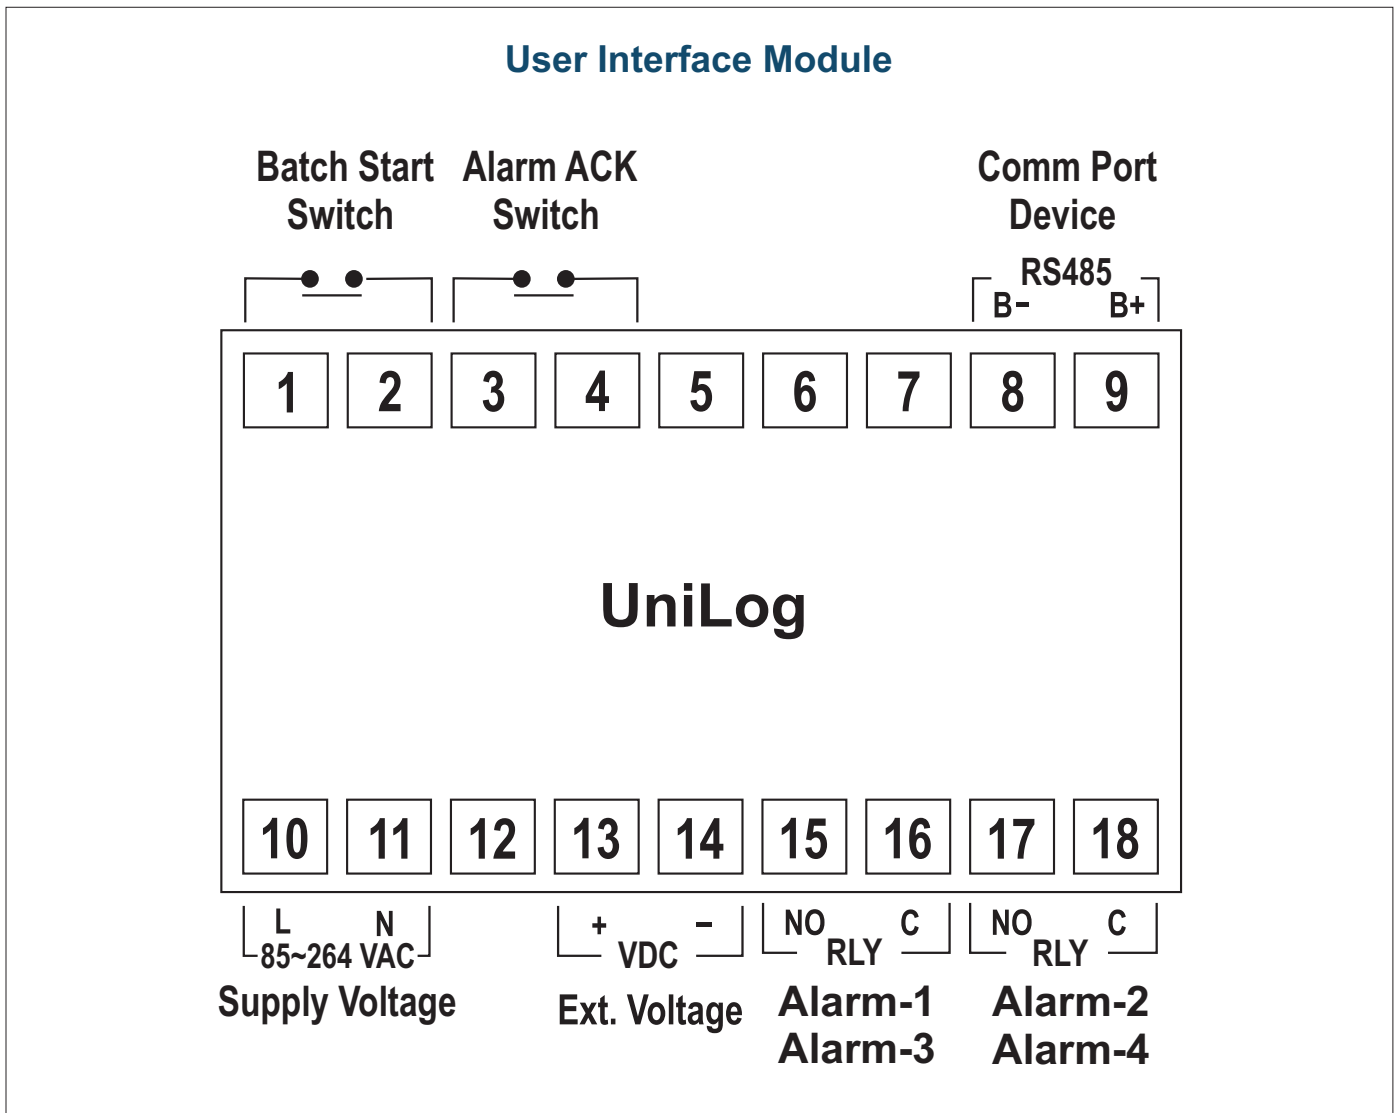 User Interface Module
Batch Start Alarm ACK Comm Port
Switch Switch Device
RS485
B- B+
1 2 3 4 5 6 7 8 9
UniLog
10 11 12 13 14 15 16 17 18
L N + - NO C NO C
85~264 VAC VDC RLY RLY
Supply Voltage Ext. Voltage Alarm-1 Alarm-2
Alarm-3 Alarm-4